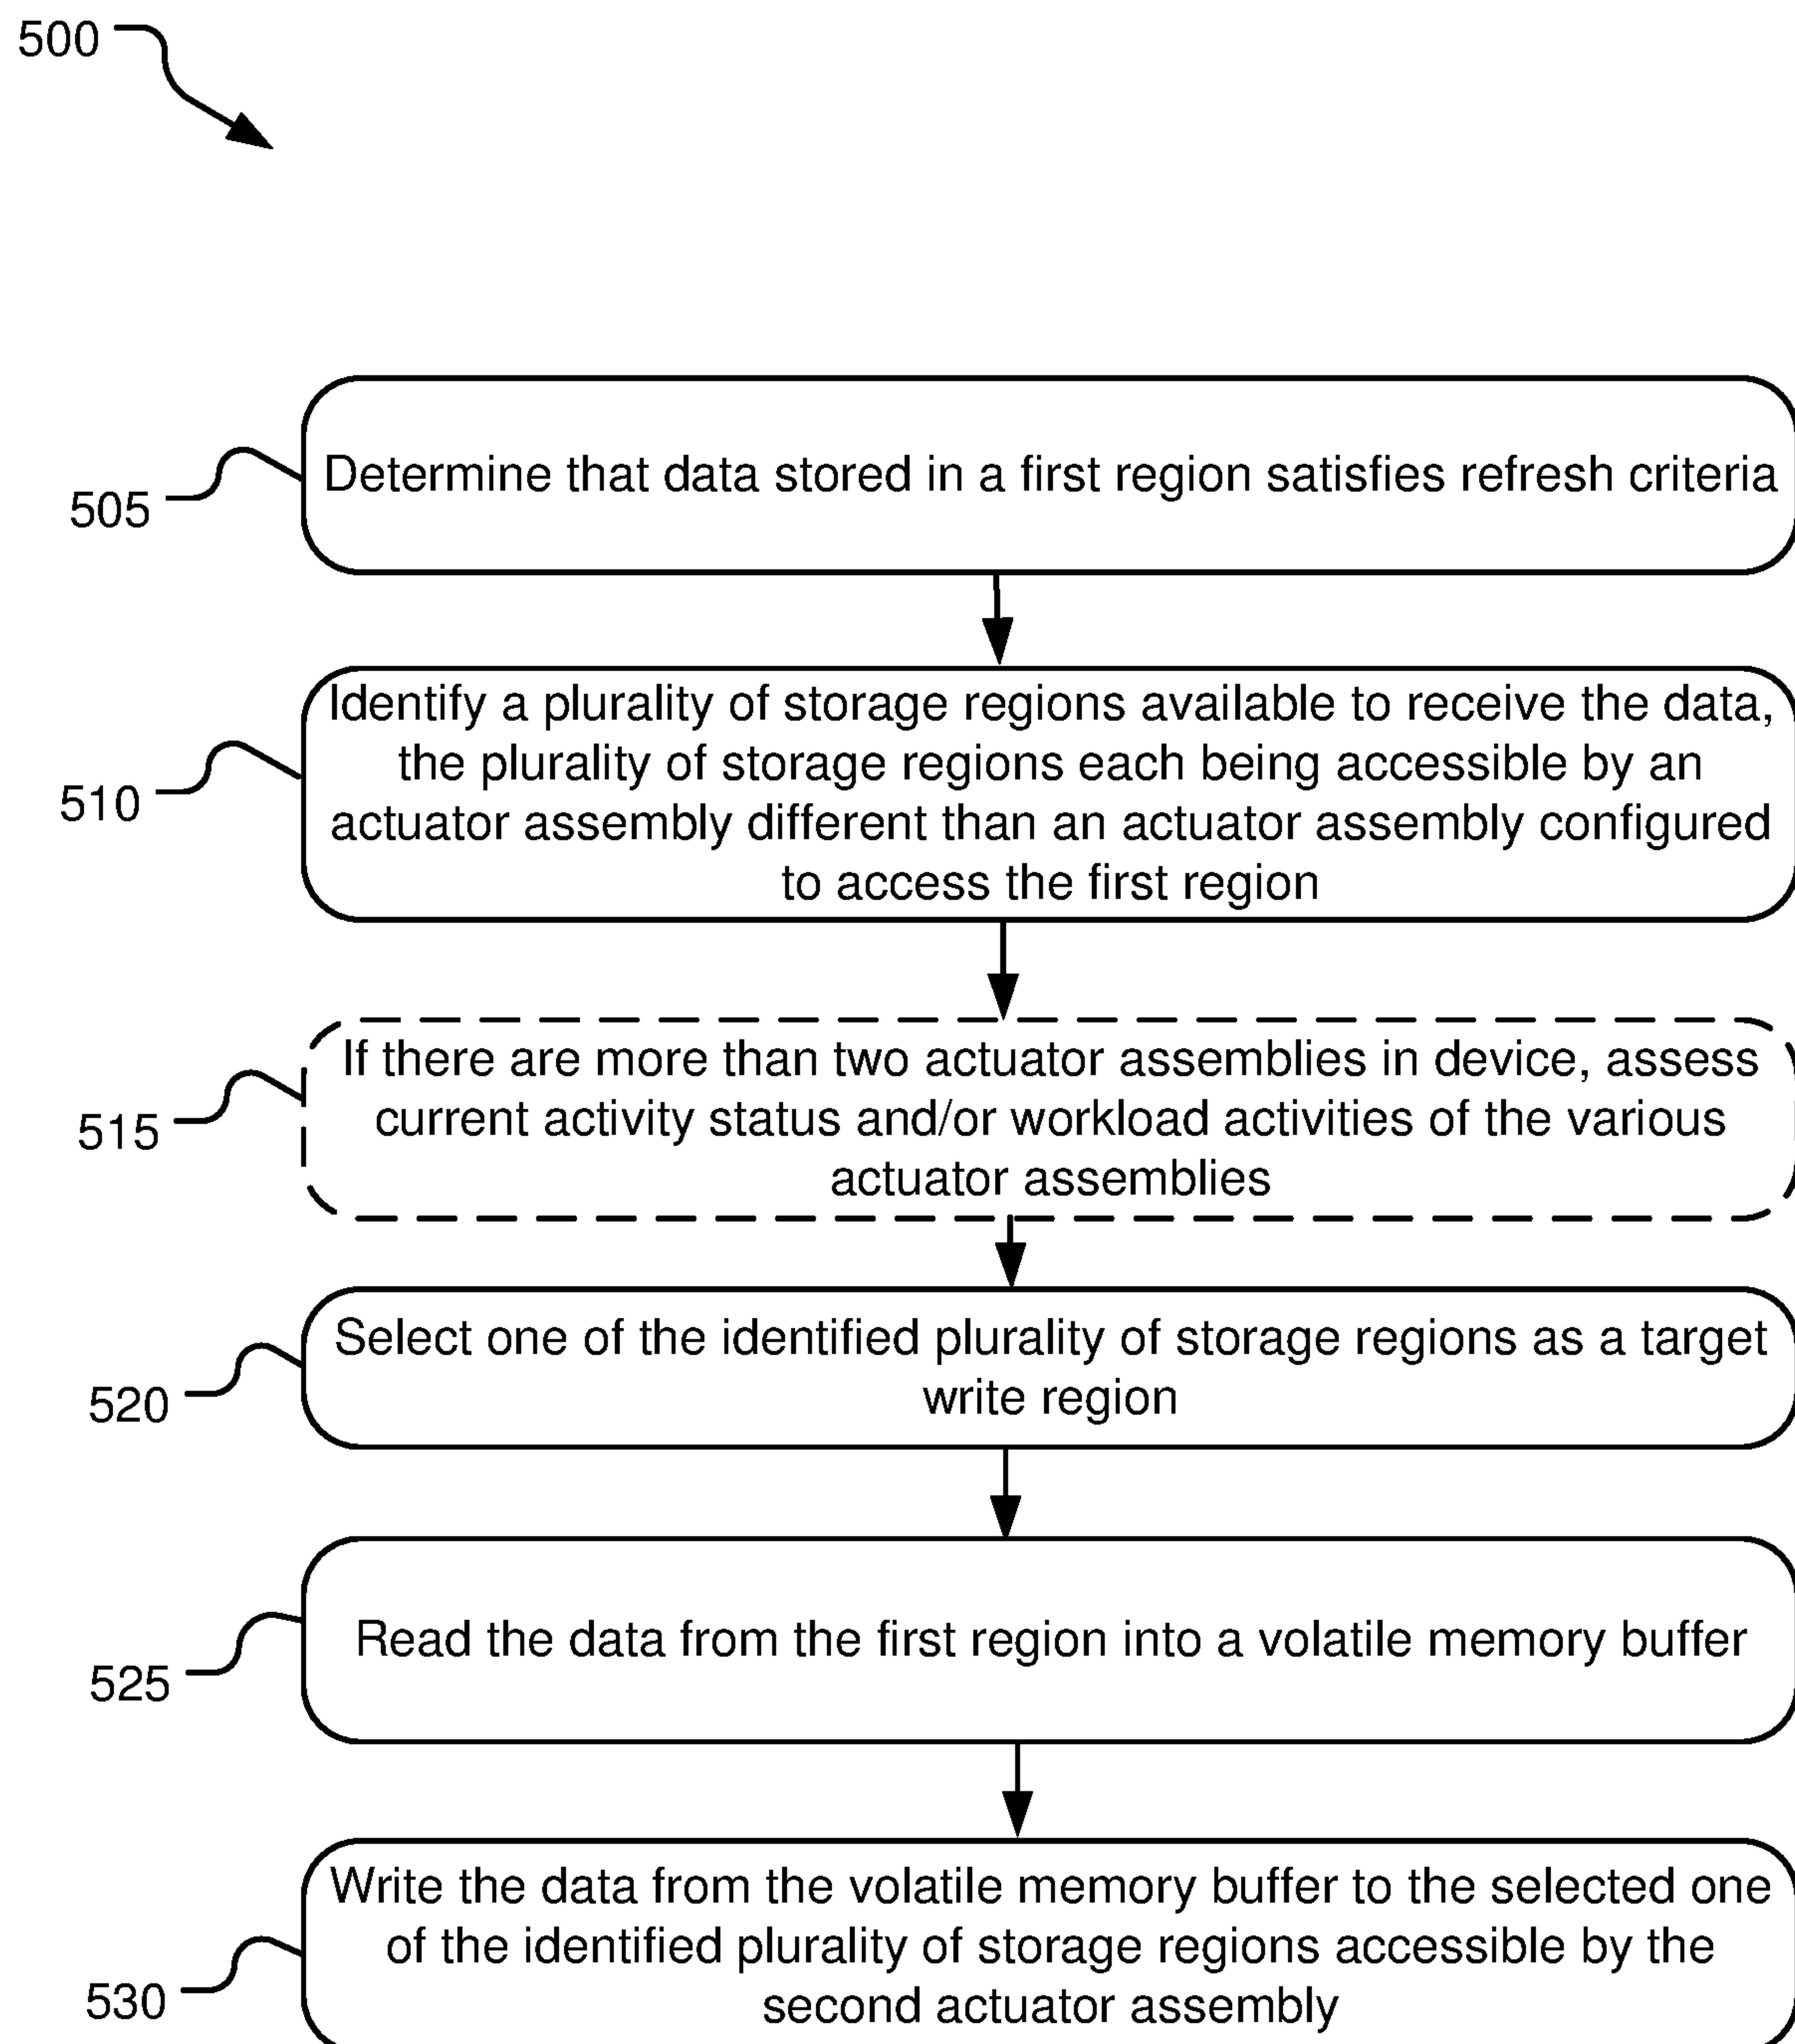 500
Determine that data stored in a first region satisfies refresh criteria
505
Identify a plurality of storage regions available to receive the data,
the plurality of storage regions each being accessible by an
actuator assembly different than an actuator assembly configured
to access the first region
510
If there are more than two actuator assemblies in device, assess
current activity status and/or workload activities of the various
actuator assemblies
515
Select one of the identified plurality of storage regions as a target
write region
520
Read the data from the first region into a volatile memory buffer
525
Write the data from the volatile memory buffer to the selected one
of the identified plurality of storage regions accessible by the
second actuator assembly
530